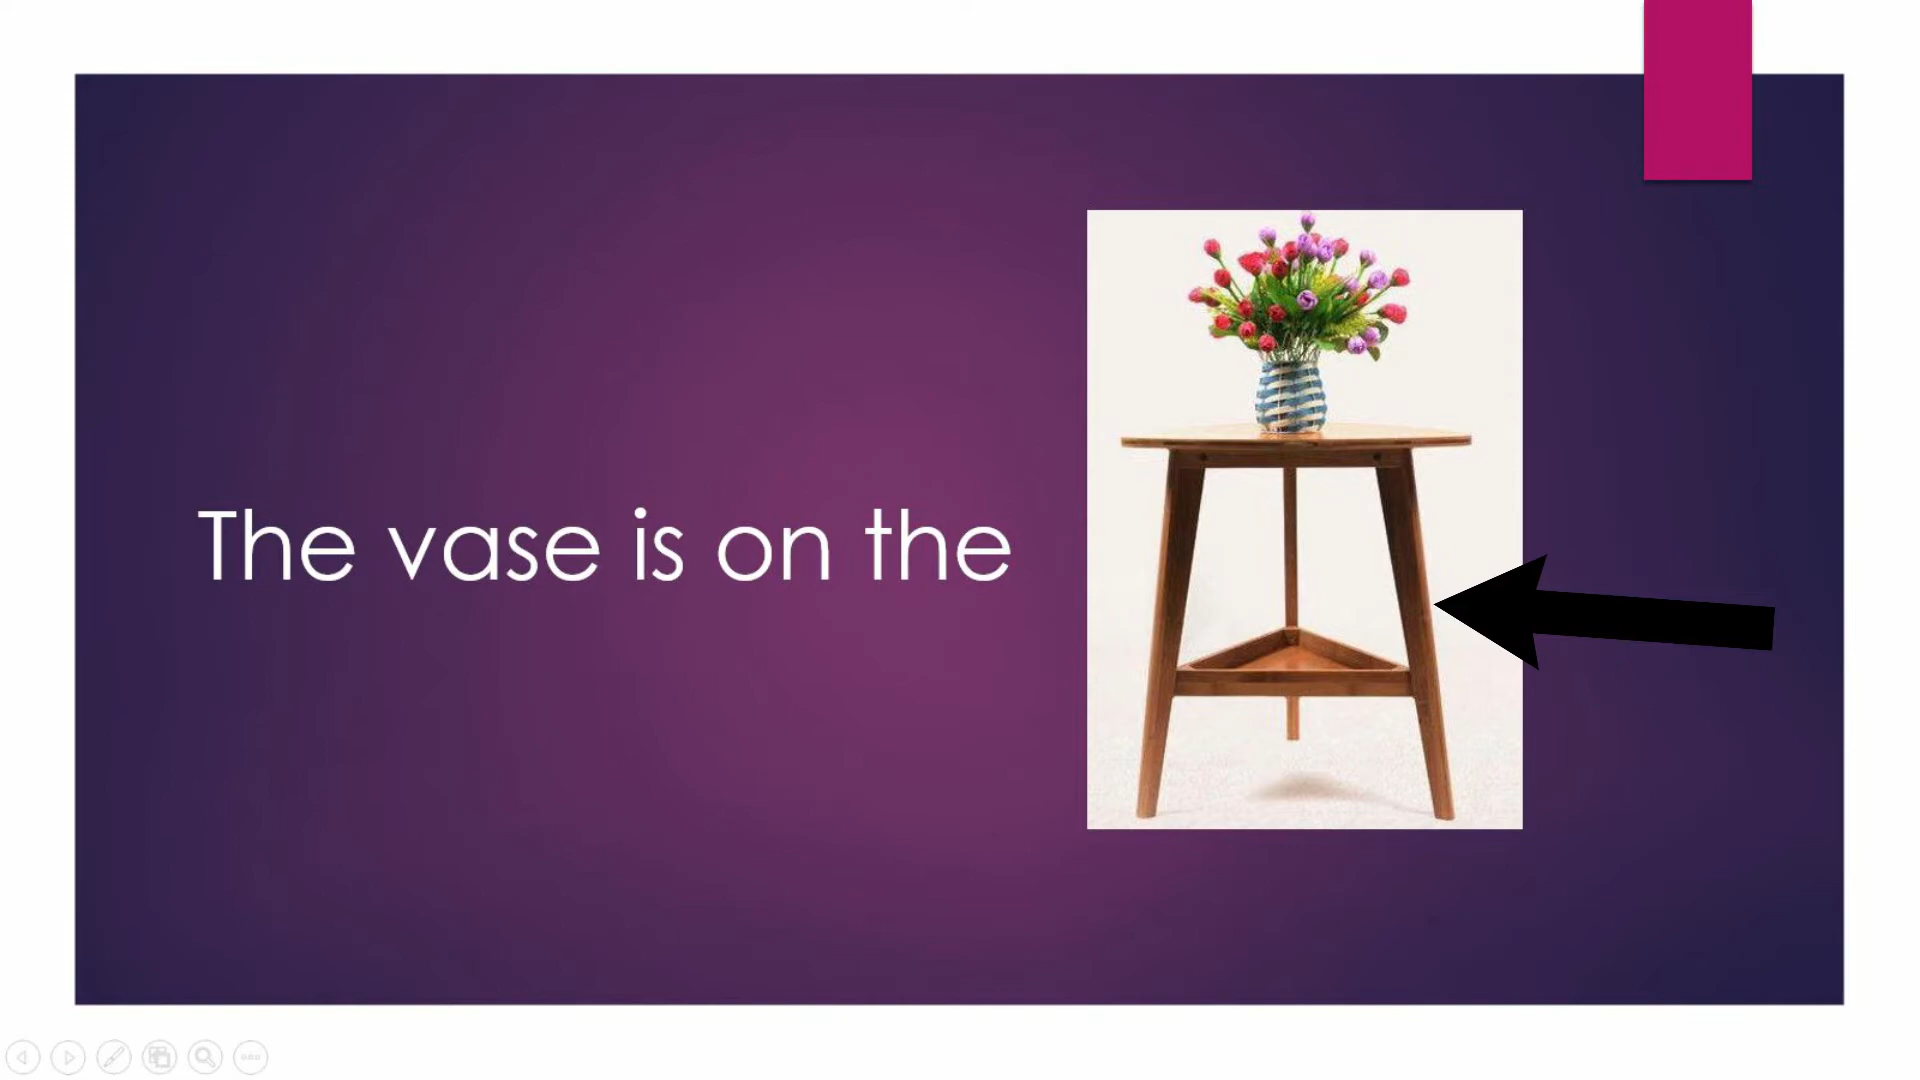 The vase is on the